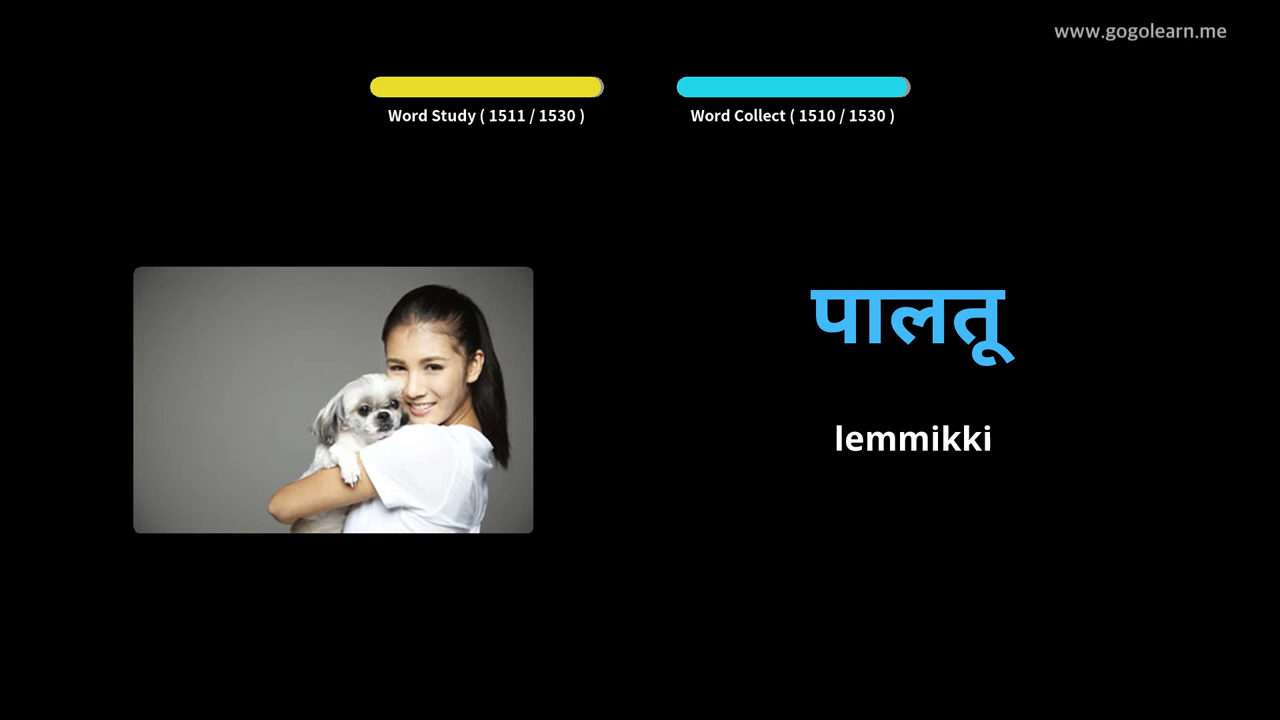 www.gogolearn.me
Word Study ( 1511 / 1530 )
Word Collect ( 1510 / 1530 )
पालतू
lemmikki